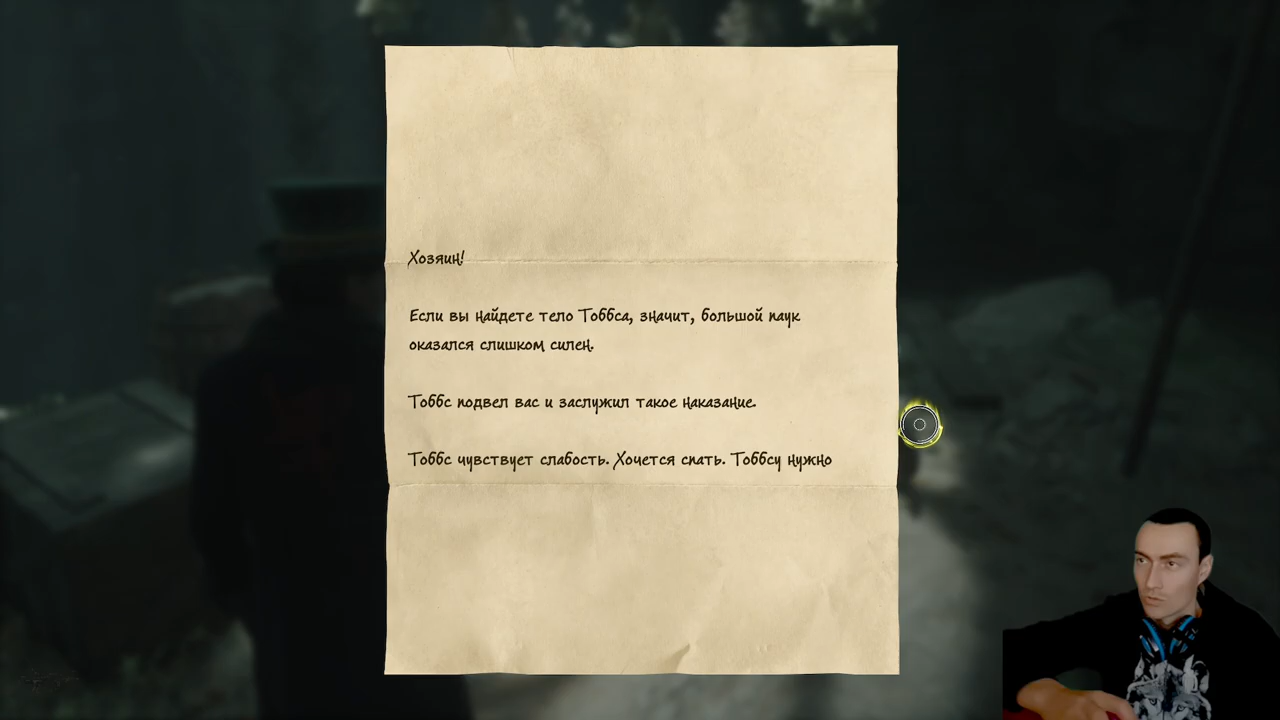 Хозяин!
Если вы найдете тело Тоббса, значит, большой паук
оказался слишком силен.
Тоббс подвел вас и заслужил такое наказание.
Тоббс чувствует слабость. Хочется спать. Тоббсу нужно